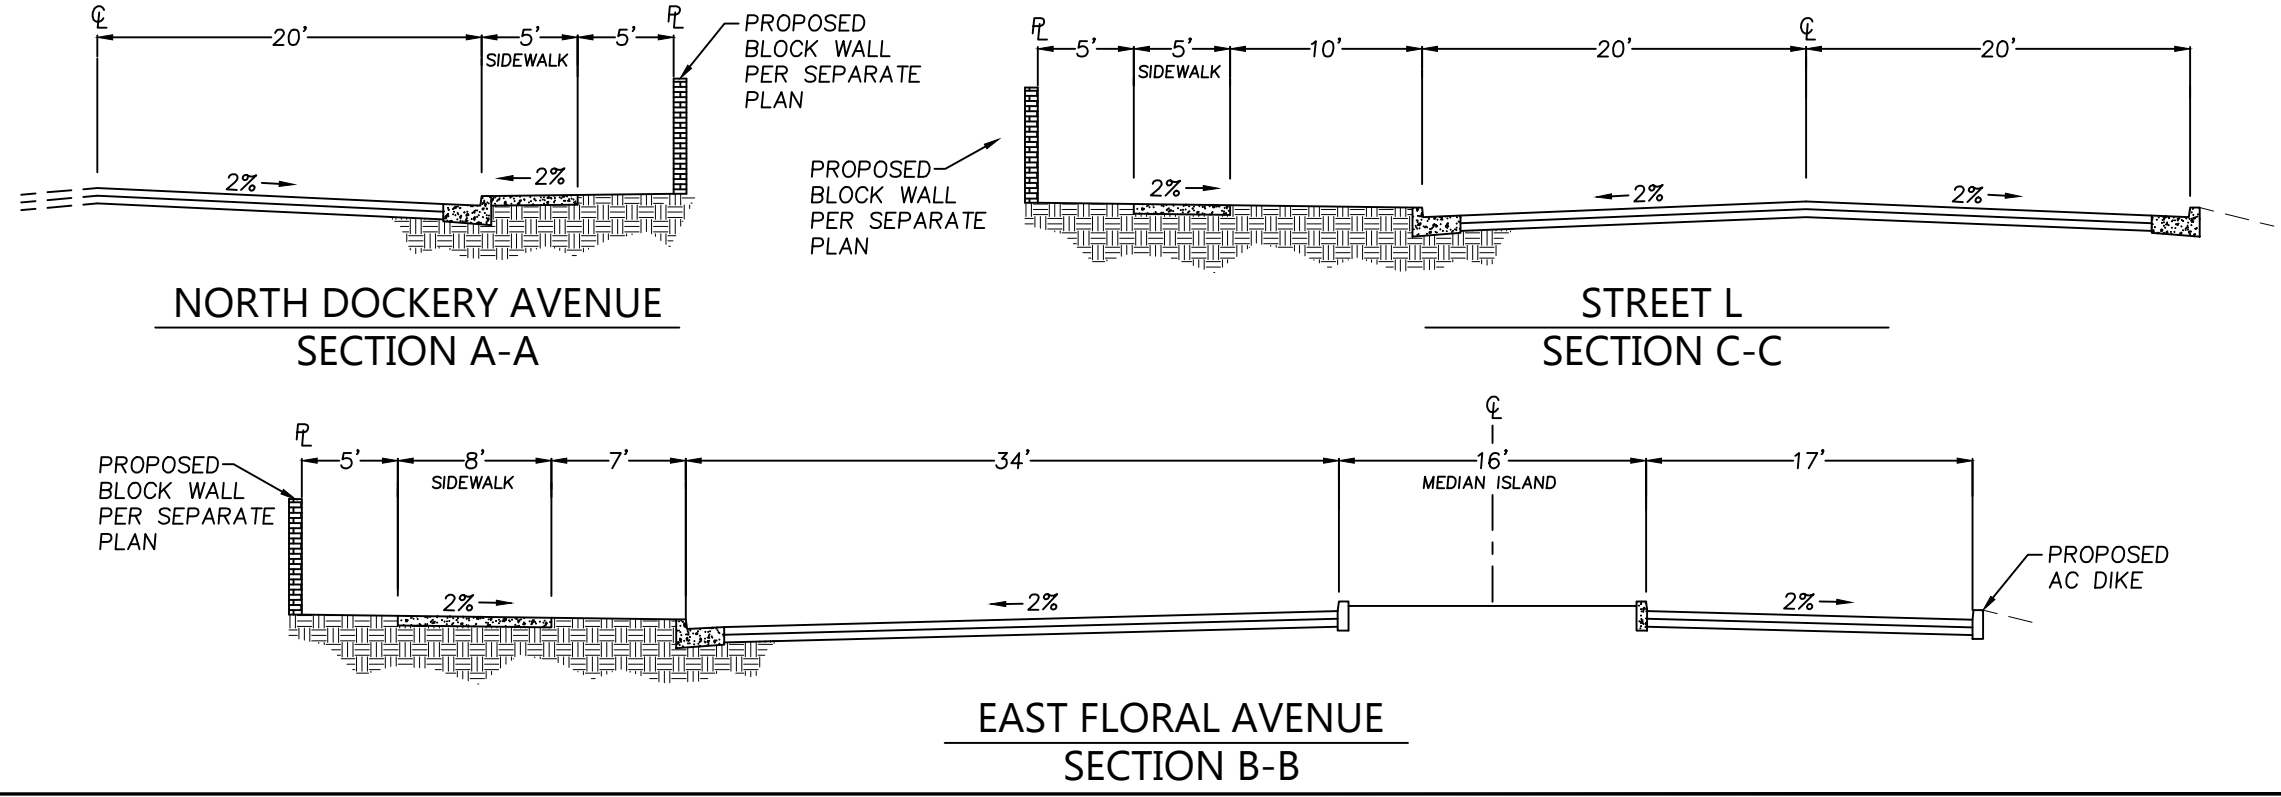 ℄
20'
5'
5'
PL
SIDEWALK
PROPOSED
BLOCK WALL
PER SEPARATE
PLAN
2%
2%
NORTH DOCKERY AVENUE
SECTION A-A
PL
5'
5'
10'
20'
℄
20'
SIDEWALK
PROPOSED
BLOCK WALL
PER SEPARATE
PLAN
2%
2%
2%
STREET L
SECTION C-C
PL
5'
8'
7'
34'
℄
16'
17'
SIDEWALK
MEDIAN ISLAND
PROPOSED
BLOCK WALL
PER SEPARATE
PLAN
2%
2%
2%
PROPOSED
AC DIKE
EAST FLORAL AVENUE
SECTION B-B